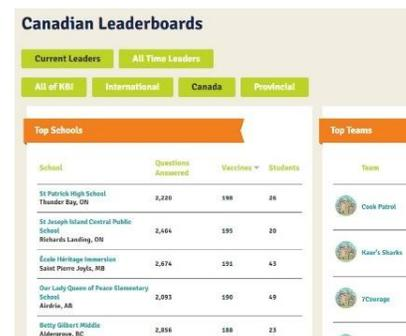 Canadian Leaderboards
Current Leaders
All Time Leaders
All of KBI
International
Canada
Provincial
Top Schools
School
Questions
Answered
Vaccines
Students
St Patrick High School
Thunder Bay, ON
2,220
198
26
St Joseph Island Central Public
School
Richards Landing, ON
2,464
195
20
École Héritage Immersion
Saint Pierre Joyls, MB
2,674
191
43
Our Lady Queen of Peace Elementary
School
Airdrie, AB
2,093
190
49
Betty Gilbert Middle
Aldergrove, BC
2,856
188
23
Top Teams
Team
Cook Patrol
Kaur's Sharks
7Courage